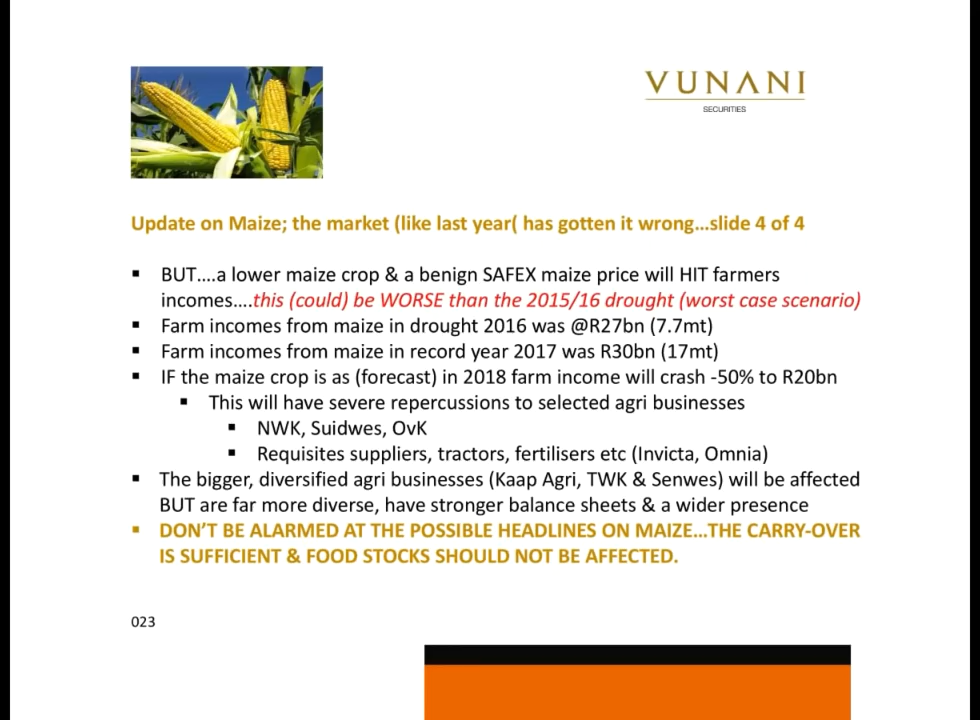 VUNANI
SECURITIES
Update on Maize; the market (like last year( has gotten it wrong...slide 4 of 4
▪ BUT....a lower maize crop & a benign SAFEX maize price will HIT farmers
incomes....this (could) be WORSE than the 2015/16 drought (worst case scenario)
▪ Farm incomes from maize in drought 2016 was @R27bn (7.7mt)
▪ Farm incomes from maize in record year 2017 was R30bn (17mt)
▪ IF the maize crop is as (forecast) in 2018 farm income will crash -50% to R20bn
▪ This will have severe repercussions to selected agri businesses
▪ NWK, Suidwes, OvK
▪ Requisites suppliers, tractors, fertilisers etc (Invicta, Omnia)
▪ The bigger, diversified agri businesses (Kaap Agri, TWK & Senwes) will be affected
BUT are far more diverse, have stronger balance sheets & a wider presence
▪ DON'T BE ALARMED AT THE POSSIBLE HEADLINES ON MAIZE...THE CARRY-OVER
IS SUFFICIENT & FOOD STOCKS SHOULD NOT BE AFFECTED.
023